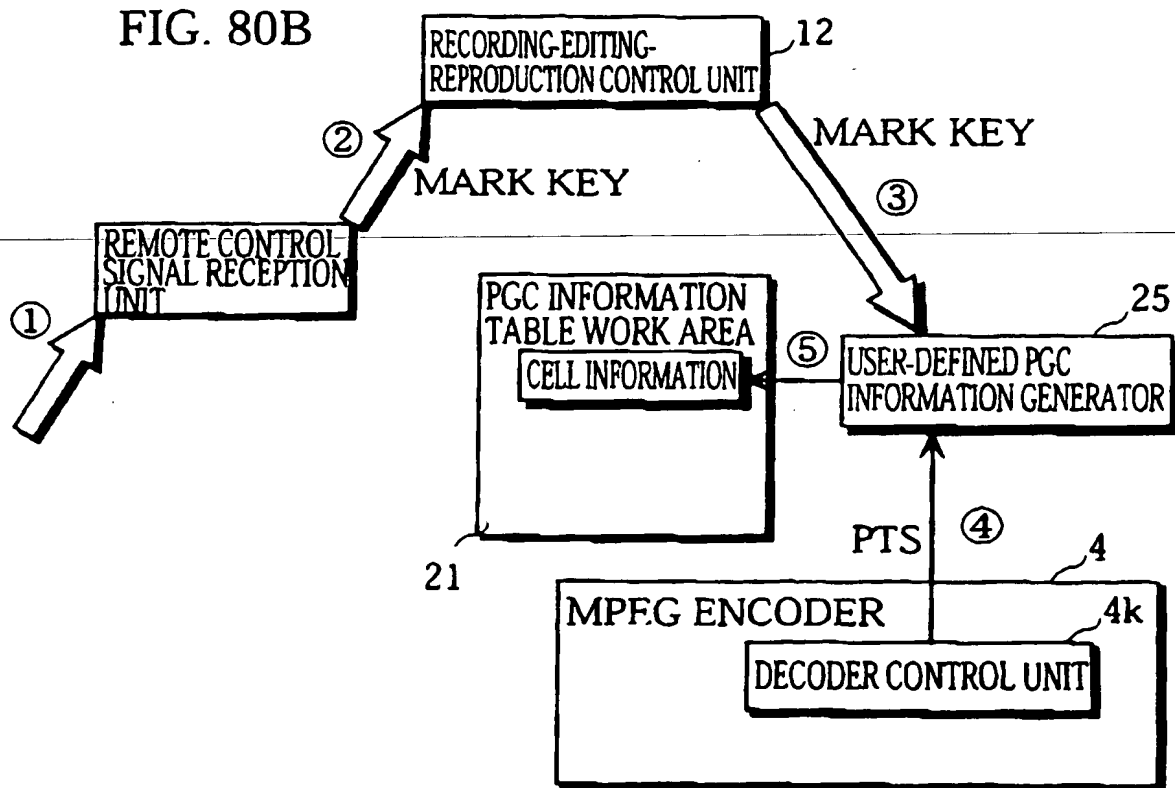 FIG. 80B
RECORDING-EDITING-
REPRODUCTION CONTROL UNIT
12
②
MARK KEY
MARK KEY
③
REMOTE CONTROL
SIGNAL RECEPTION
UNIT
①
PGC INFORMATION
TABLE WORK AREA
CELL INFORMATION
⑤
25
USER-DEFINED PGC
INFORMATION GENERATOR
21
PTS
④
4
MPEG ENCODER
4k
DECODER CONTROL UNIT